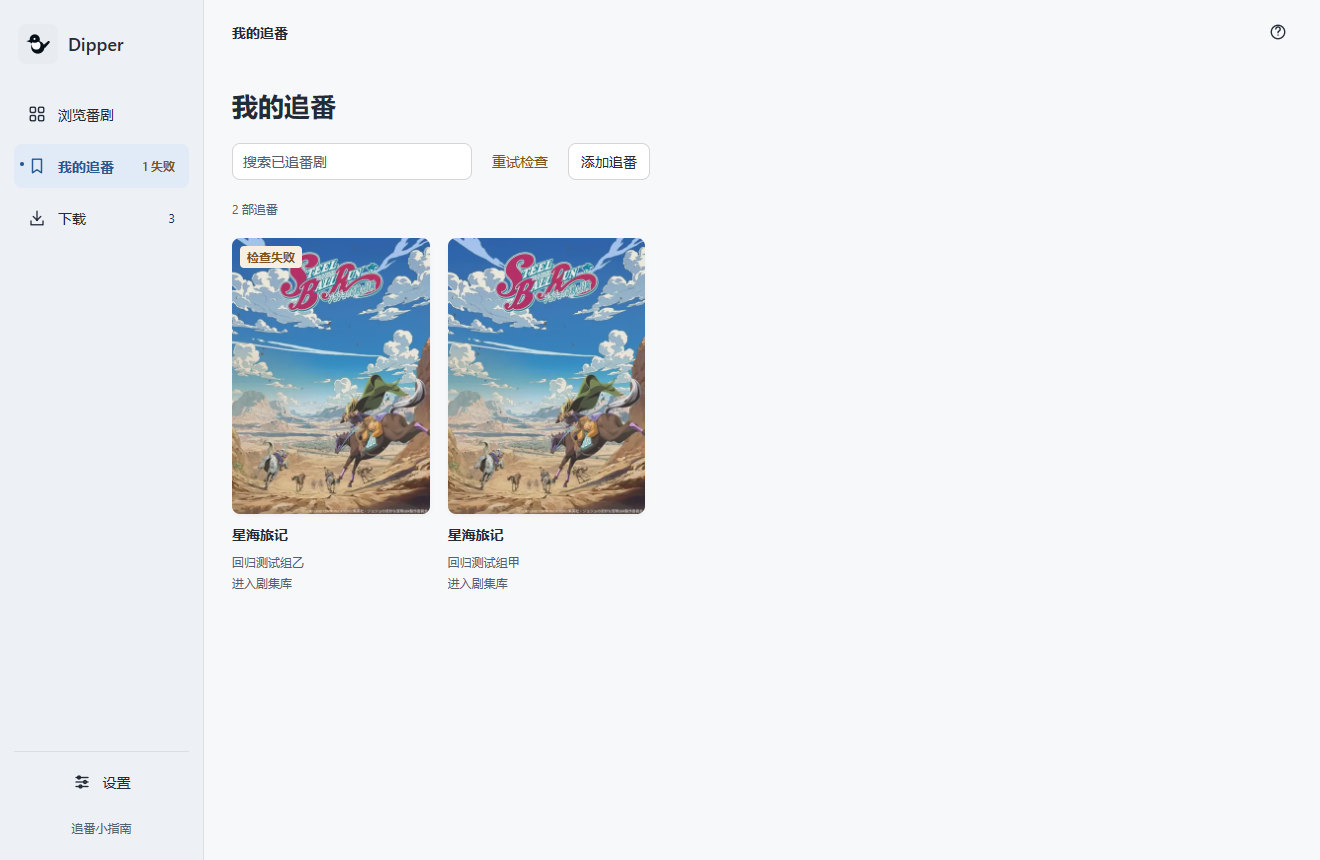 Dipper
浏览番剧
我的追番 1 失败
下载 3
设置
追番小指南
我的追番
我的追番
搜索已追番剧 重试检查 添加追番
2 部追番
检查失败
STEEL BALL RUN
STEEL BALL RUN
星海旅记
回归测试组乙
进入剧集库
星海旅记
回归测试组甲
进入剧集库